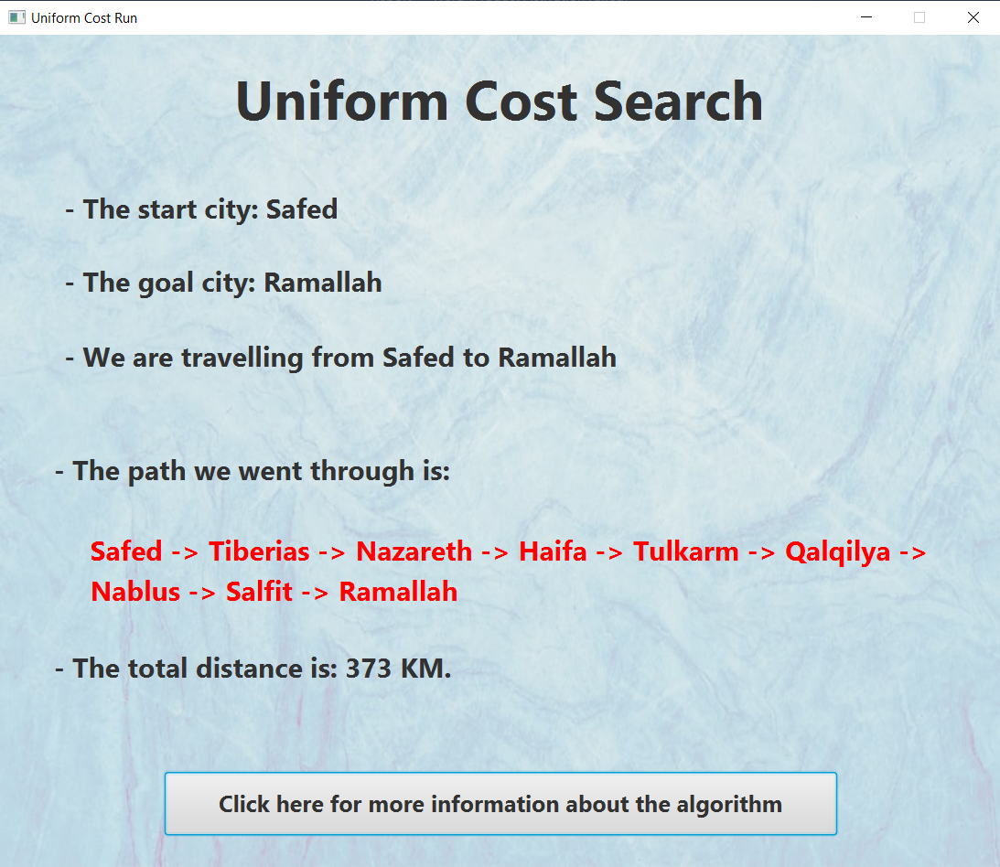 Uniform Cost Run
Uniform Cost Search
- The start city: Safed
- The goal city: Ramallah
- We are travelling from Safed to Ramallah
- The path we went through is:
Safed -> Tiberias -> Nazareth -> Haifa -> Tulkarm -> Qalqilya ->
Nablus -> Salfit -> Ramallah
- The total distance is: 373 KM.
Click here for more information about the algorithm